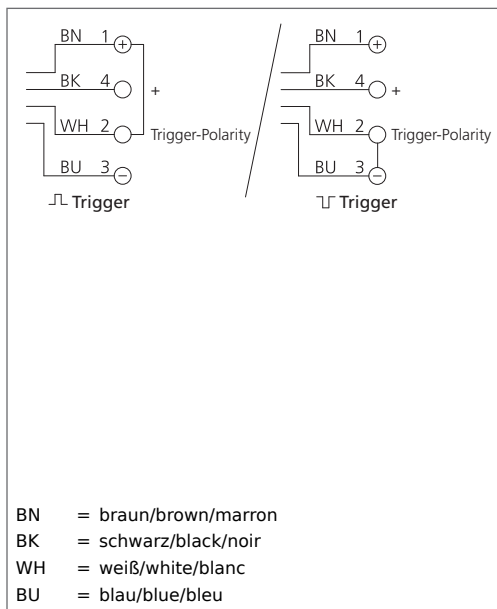 BN 1 +
BK 4 +
WH 2 Trigger-Polarity
BU 3 −
Trigger
BN 1 +
BK 4 +
WH 2 Trigger-Polarity
BU 3 −
Trigger
BN = braun/brown/marron
BK = schwarz/black/noir
WH = weiß/white/blanc
BU = blau/blue/bleu